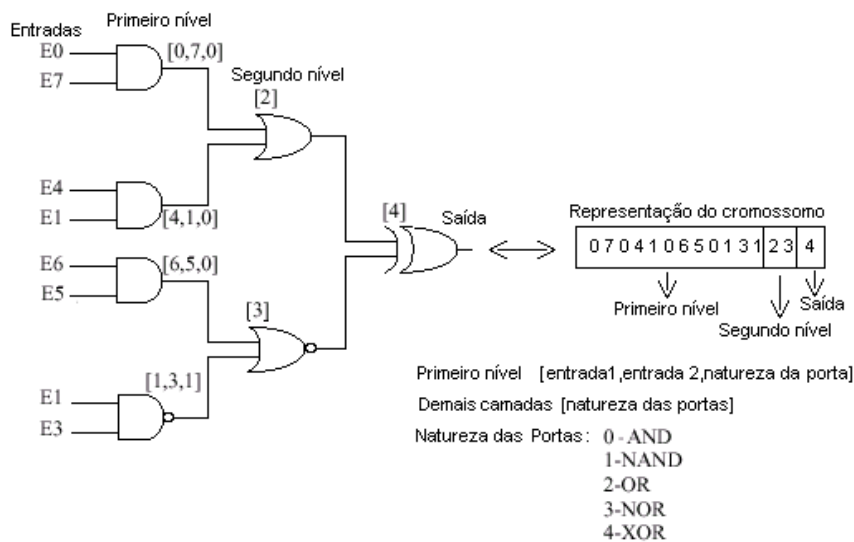 Primeiro nível
Entradas
E0
[0,7,0]
E7
Segundo nível
[2]
E4
E1
[4,1,0]
[4]
Saída
E6
[6,5,0]
E5
[3]
E1
[1,3,1]
E3
Representação do cromossomo
0 7 0 4 1 0 6 5 0 1 3 1 2 3 4
Primeiro nível
Saída
Segundo nível
Primeiro nível [entrada1,entrada 2,natureza da porta]
Demais camadas [natureza das portas]
Natureza das Portas: 0 - AND
1-NAND
2-OR
3-NOR
4-XOR